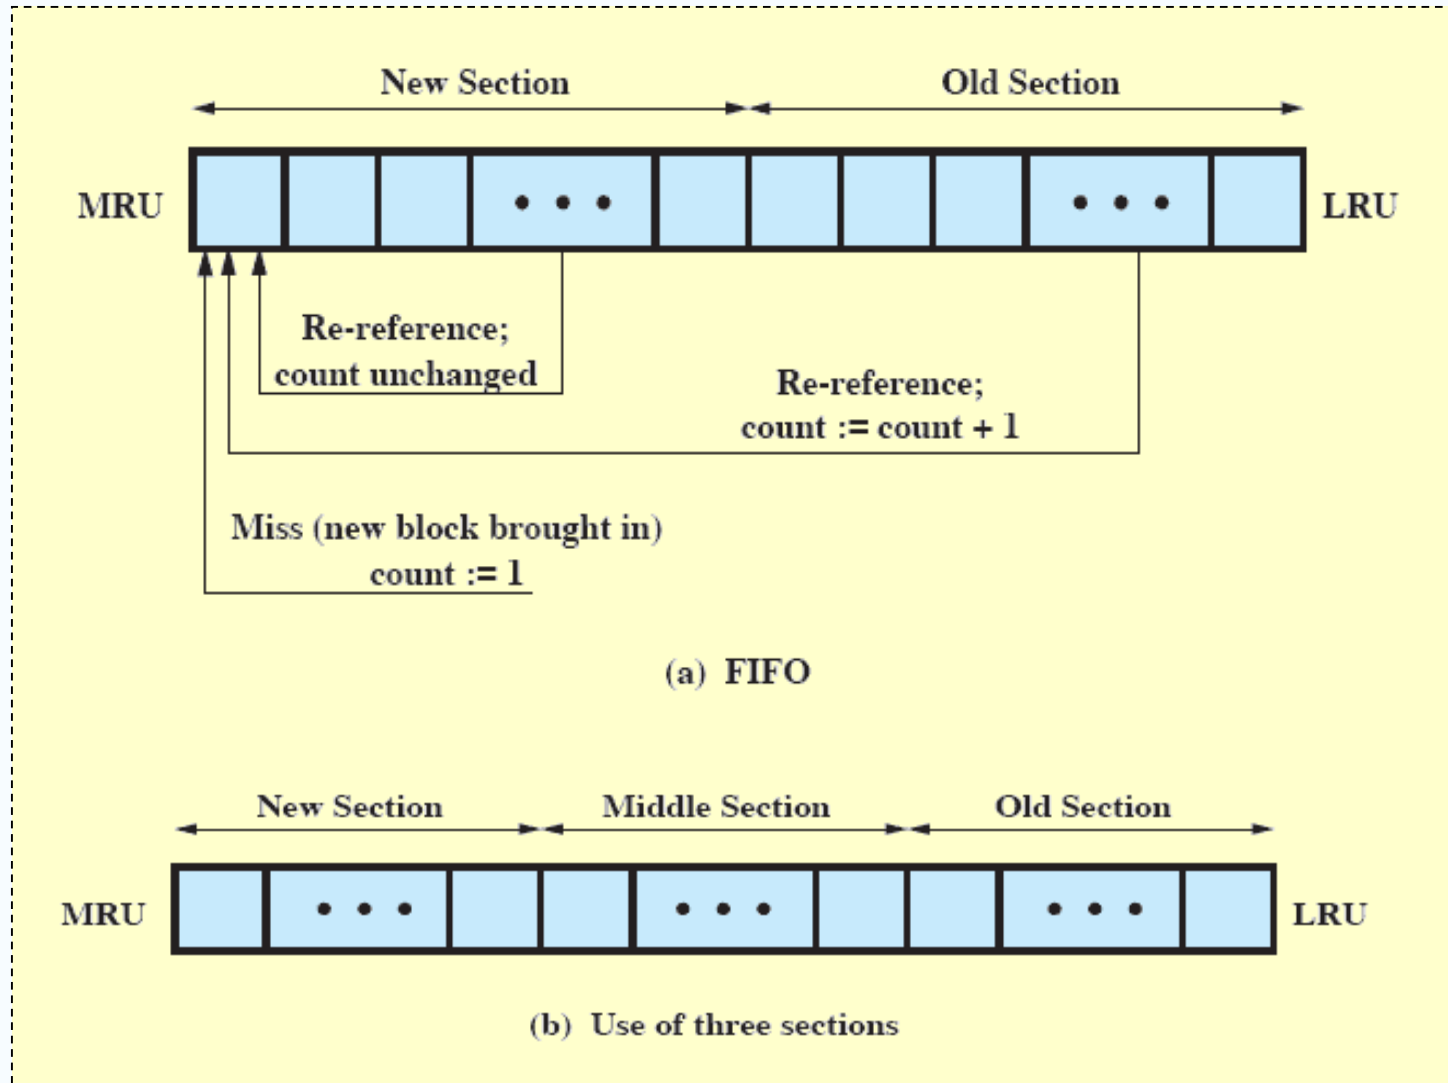 New Section
Old Section
MRU
LRU
Re-reference;
count unchanged
Re-reference;
count := count + 1
Miss (new block brought in)
count := 1
(a) FIFO
New Section
Middle Section
Old Section
MRU
LRU
(b) Use of three sections